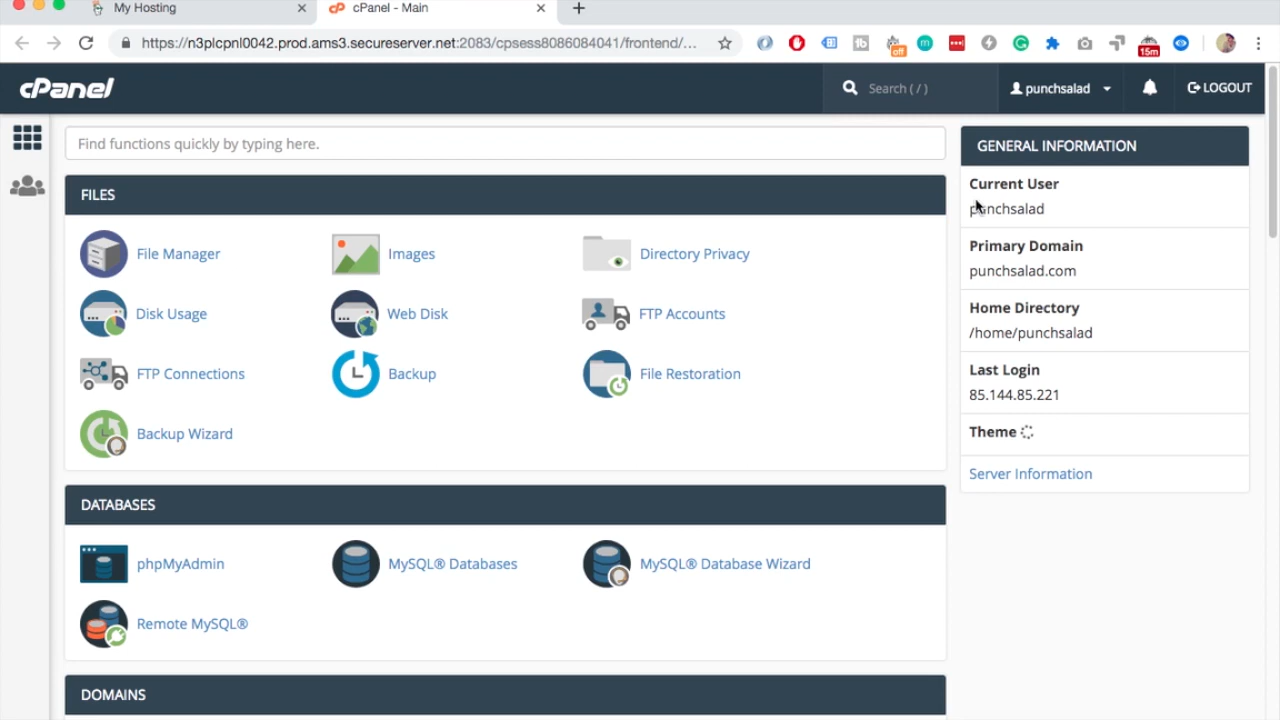 My Hosting
cPanel - Main
https://n3plcpnl0042.prod.ams3.secureserver.net:2083/cpsess8086084041/frontend/...
off
15m
cPanel
Search ( / )
punchsalad
LOGOUT
Find functions quickly by typing here.
FILES
File Manager
Images
Directory Privacy
Disk Usage
Web Disk
FTP Accounts
FTP Connections
Backup
File Restoration
Backup Wizard
DATABASES
phpMyAdmin
MySQL® Databases
MySQL® Database Wizard
Remote MySQL®
DOMAINS
GENERAL INFORMATION
Current User
punchsalad
Primary Domain
punchsalad.com
Home Directory
/home/punchsalad
Last Login
85.144.85.221
Theme
Server Information